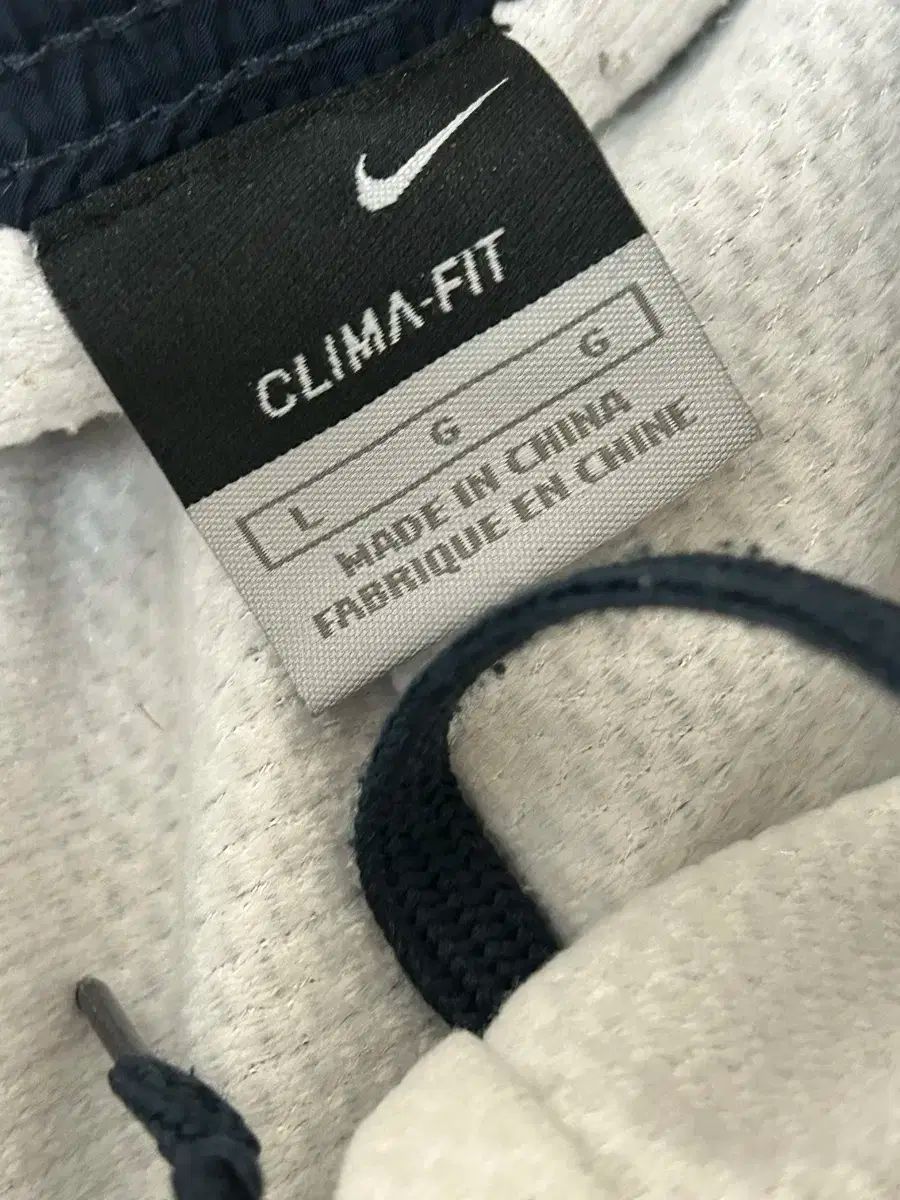 CLIMA-FIT
L G G
MADE IN CHINA
FABRIQUE EN CHINE